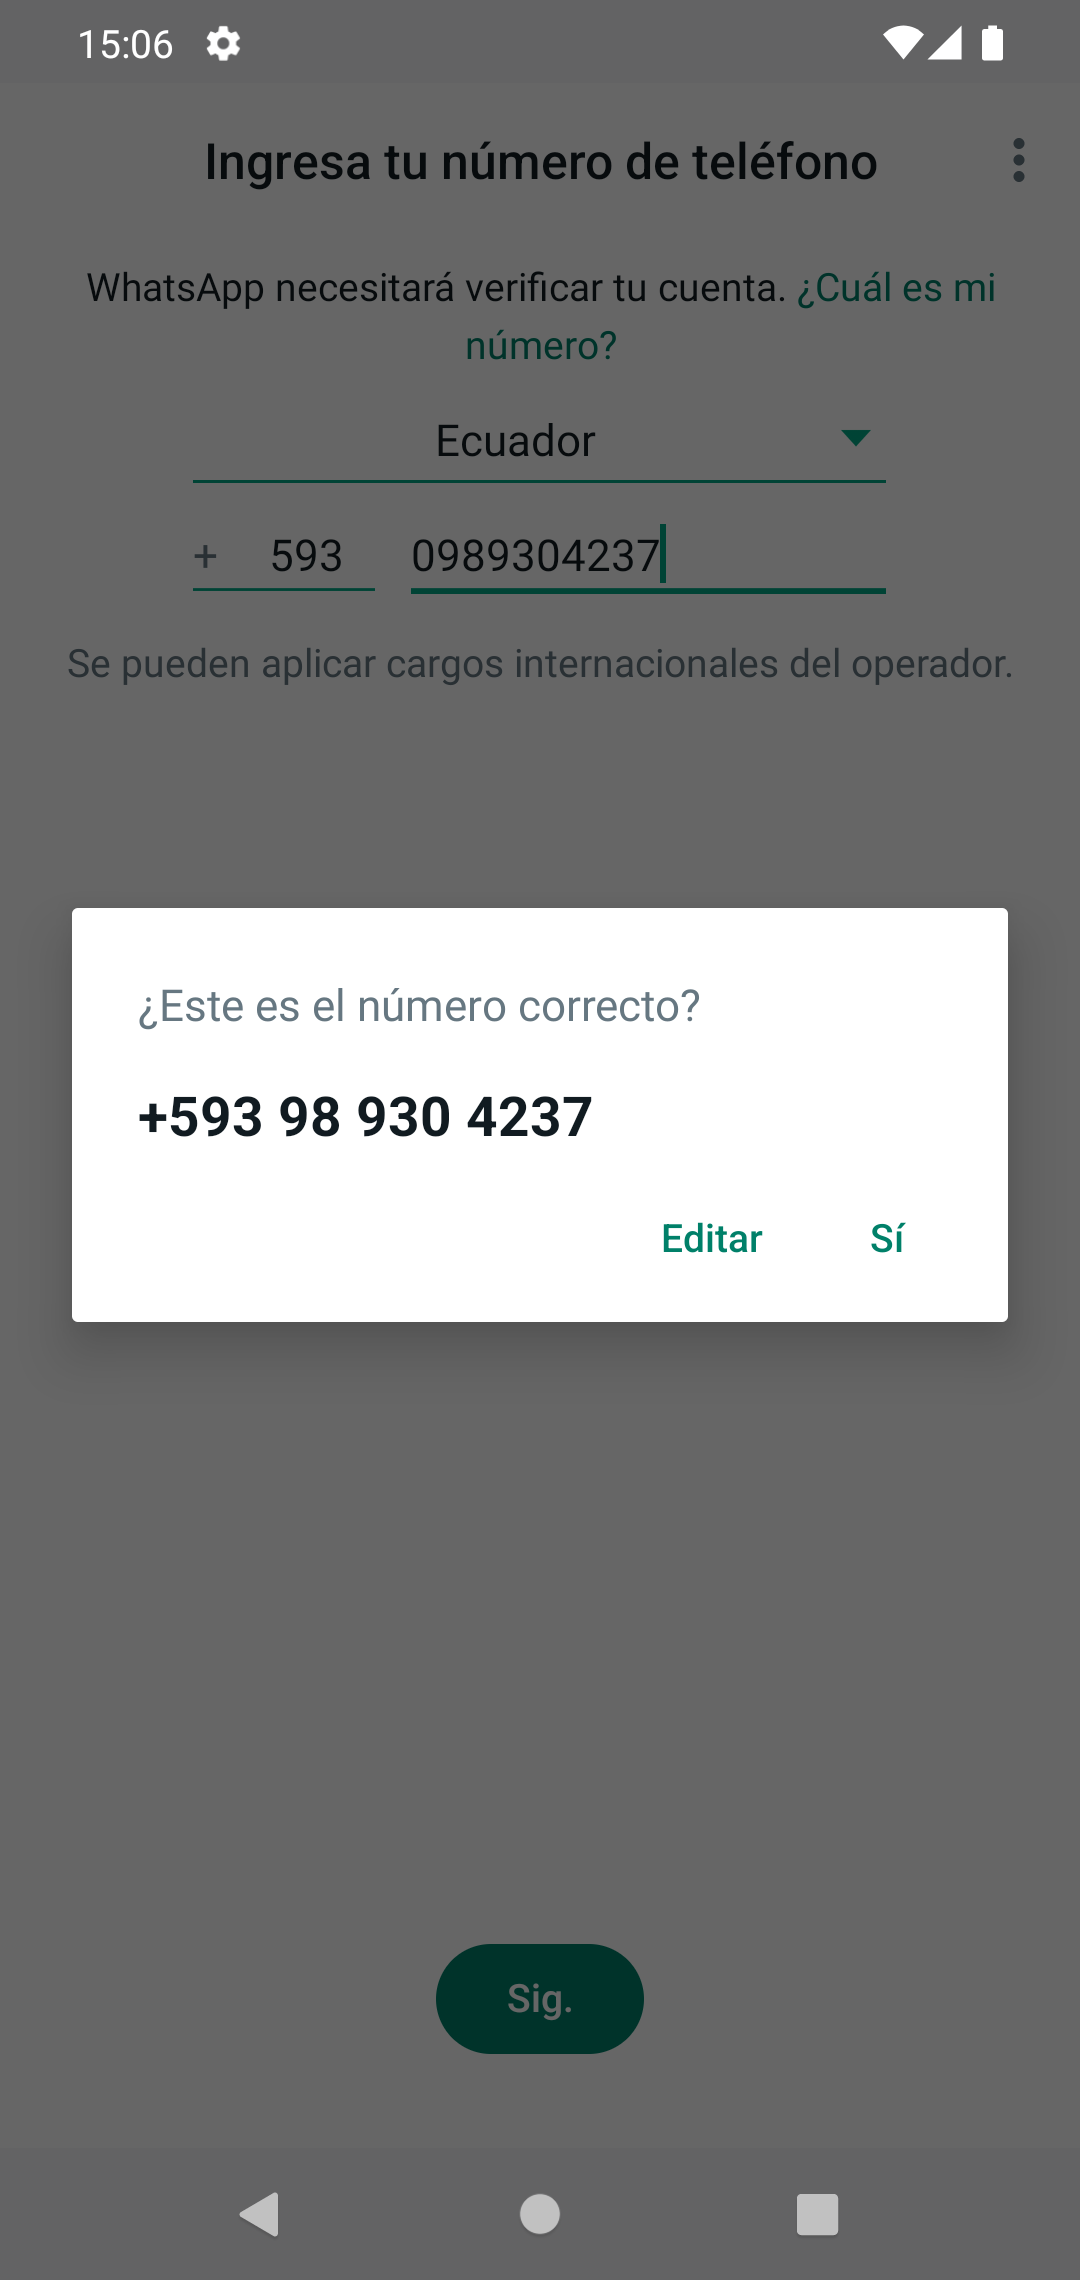 15:06
Ingresa tu número de teléfono
WhatsApp necesitará verificar tu cuenta. ¿Cuál es mi
número?
Ecuador
+ 593 0989304237
Se pueden aplicar cargos internacionales del operador.
¿Este es el número correcto?
+593 98 930 4237
Editar Sí
Sig.